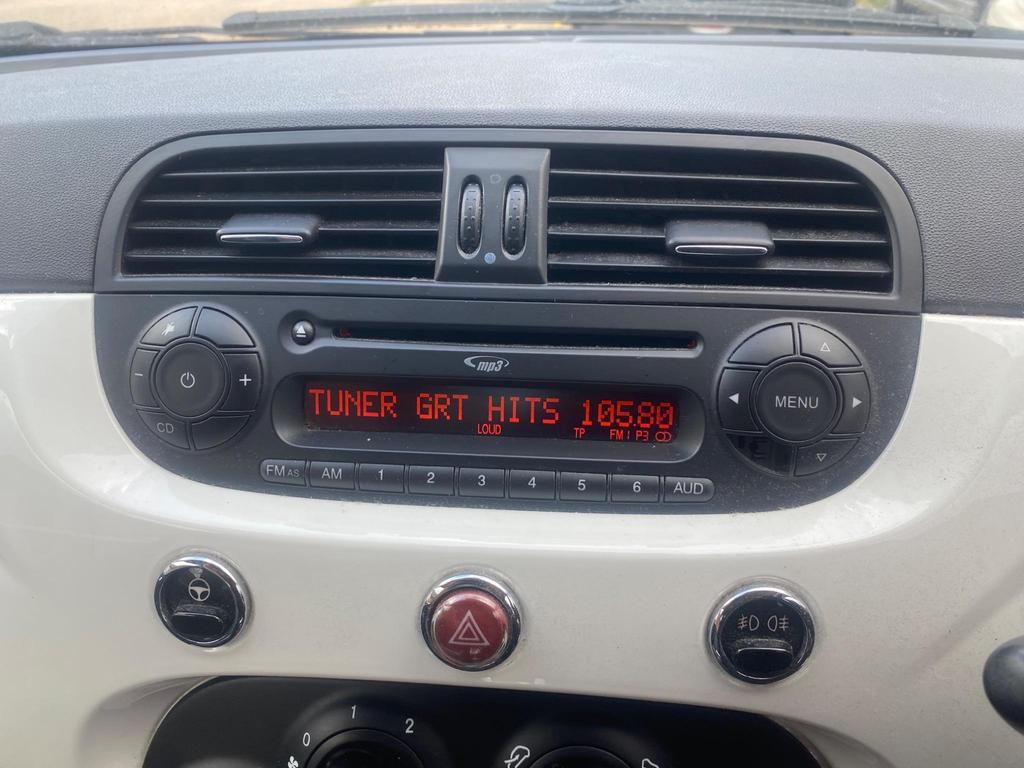 mp3
TUNER GRT HITS 105.80
LOUD TP FM1 P3
CD
MENU
FM AS AM 1 2 3 4 5 6 AUD
0 1 2